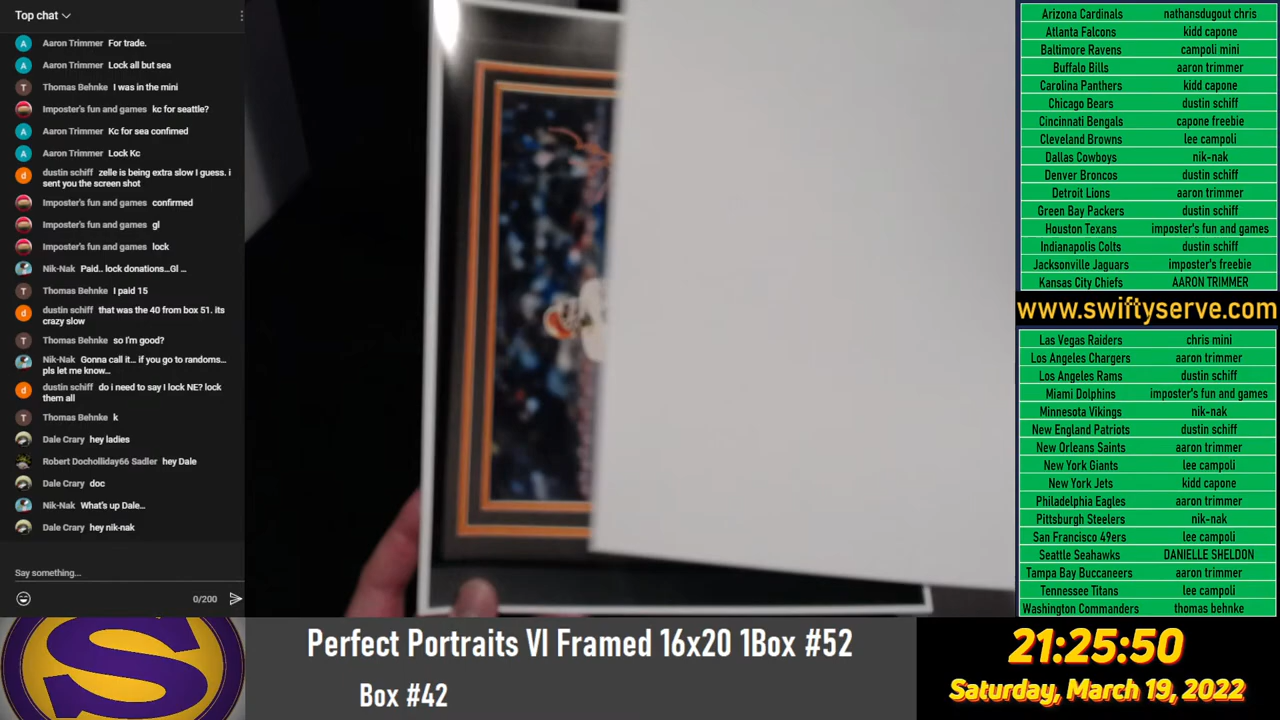 Top chat
Aaron Trimmer For trade.
Aaron Trimmer Lock all but sea
Thomas Behnke I was in the mini
Imposter's fun and games kc for seattle?
Aaron Trimmer Kc for sea confimed
Aaron Trimmer Lock Kc
dustin schiff zelle is being extra slow I guess. i
sent you the screen shot
Imposter's fun and games confirmed
Imposter's fun and games gl
Imposter's fun and games lock
Nik-Nak Paid.. lock donations...Gl ...
Thomas Behnke I paid 15
dustin schiff that was the 40 from box 51. its
crazy slow
Thomas Behnke so I'm good?
Nik-Nak Gonna call it... if you go to randoms...
pls let me know...
dustin schiff do i need to say I lock NE? lock
them all
Thomas Behnke k
Dale Crary hey ladies
Robert Docholliday66 Sadler hey Dale
Dale Crary doc
Nik-Nak What's up Dale...
Dale Crary hey nik-nak
Say something...
0/200
Arizona Cardinals nathansdugout chris
Atlanta Falcons kidd capone
Baltimore Ravens campoli mini
Buffalo Bills aaron trimmer
Carolina Panthers kidd capone
Chicago Bears dustin schiff
Cincinnati Bengals capone freebie
Cleveland Browns lee campoli
Dallas Cowboys nik-nak
Denver Broncos dustin schiff
Detroit Lions aaron trimmer
Green Bay Packers dustin schiff
Houston Texans imposter's fun and games
Indianapolis Colts dustin schiff
Jacksonville Jaguars imposter's freebie
Kansas City Chiefs AARON TRIMMER
www.swiftyserve.com
Las Vegas Raiders chris mini
Los Angeles Chargers aaron trimmer
Los Angeles Rams dustin schiff
Miami Dolphins imposter's fun and games
Minnesota Vikings nik-nak
New England Patriots dustin schiff
New Orleans Saints aaron trimmer
New York Giants lee campoli
New York Jets kidd capone
Philadelphia Eagles aaron trimmer
Pittsburgh Steelers nik-nak
San Francisco 49ers lee campoli
Seattle Seahawks DANIELLE SHELDON
Tampa Bay Buccaneers aaron trimmer
Tennessee Titans lee campoli
Washington Commanders thomas behnke
S
Perfect Portraits VI Framed 16x20 1Box #52
Box #42
21:25:50
Saturday, March 19, 2022